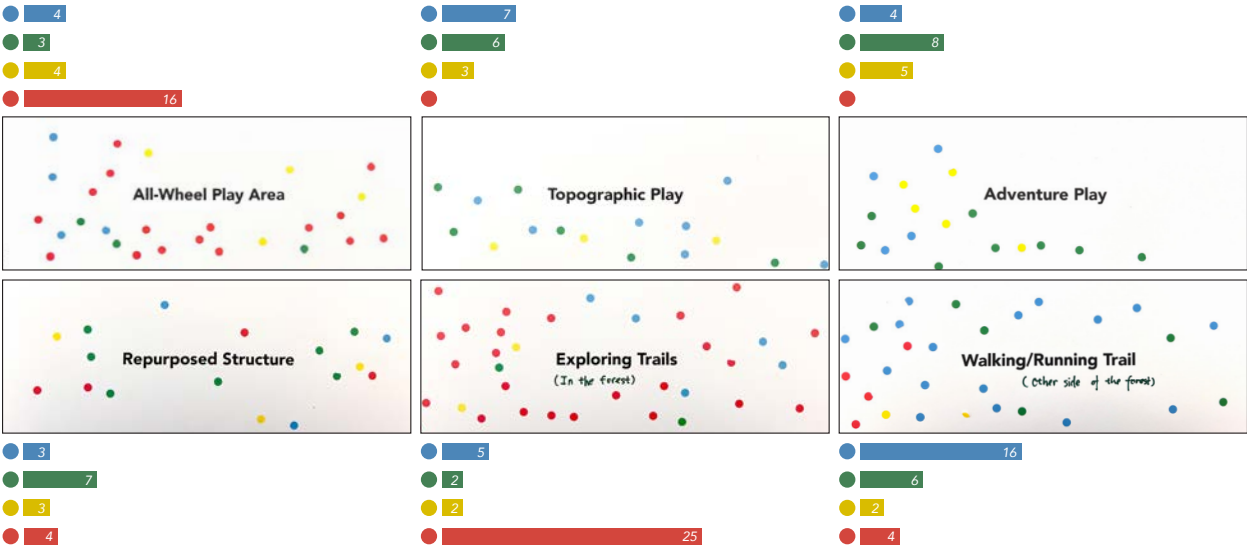 4
3
4
16
7
6
3
4
8
5
All-Wheel Play Area
Topographic Play
Adventure Play
Repurposed Structure
Exploring Trails
(In the forest)
Walking/Running Trail
(Other side of the forest)
3
7
3
4
5
2
2
25
16
6
2
4